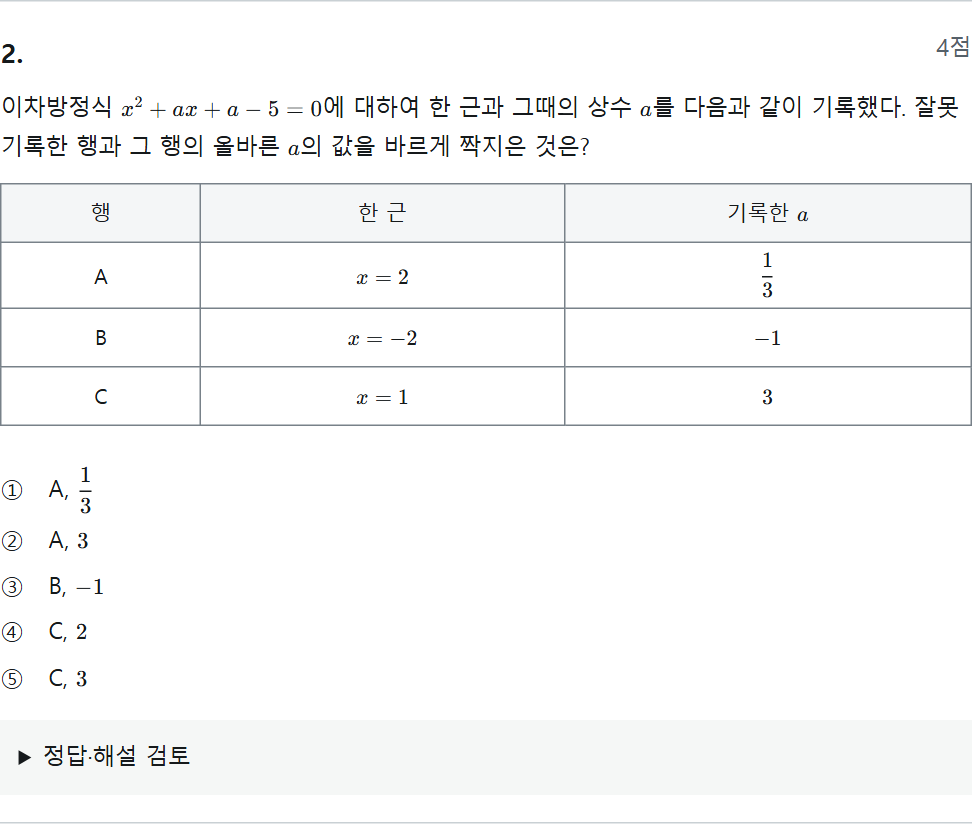 4점
2.
이차방정식 x² + ax + a − 5 = 0에 대하여 한 근과 그때의 상수 a를 다음과 같이 기록했다. 잘못
기록한 행과 그 행의 올바른 a의 값을 바르게 짝지은 것은?
행 한 근 기록한 a
A x = 2 1/3
B x = −2 −1
C x = 1 3
① A, 1/3
② A, 3
③ B, −1
④ C, 2
⑤ C, 3
▶ 정답·해설 검토